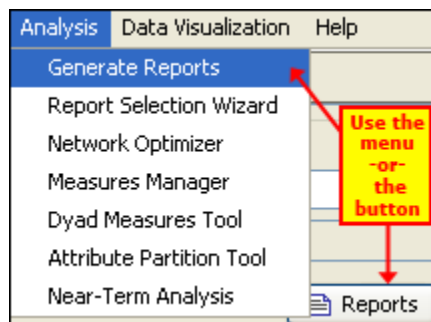 Analysis Data Visualization Help
Generate Reports
Report Selection Wizard
Network Optimizer
Measures Manager
Dyad Measures Tool
Attribute Partition Tool
Near-Term Analysis
Use the
menu
-or-
the
button
Reports